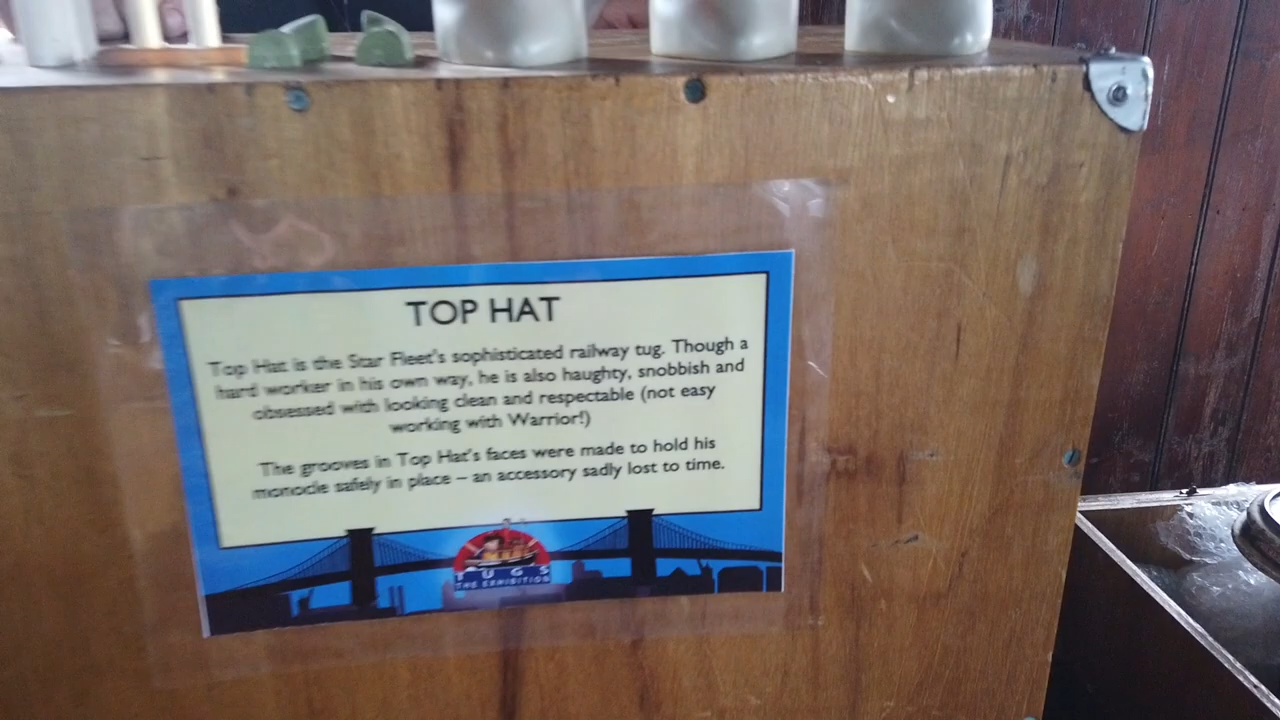 TOP HAT
Top Hat is the Star Fleet's sophisticated railway tug. Though a
hard worker in his own way, he is also haughty, snobbish and
obsessed with looking clean and respectable (not easy
working with Warrior!)
The grooves in Top Hat's faces were made to hold his
monocle safely in place – an accessory sadly lost to time.
TUGS
THE EXHIBITION